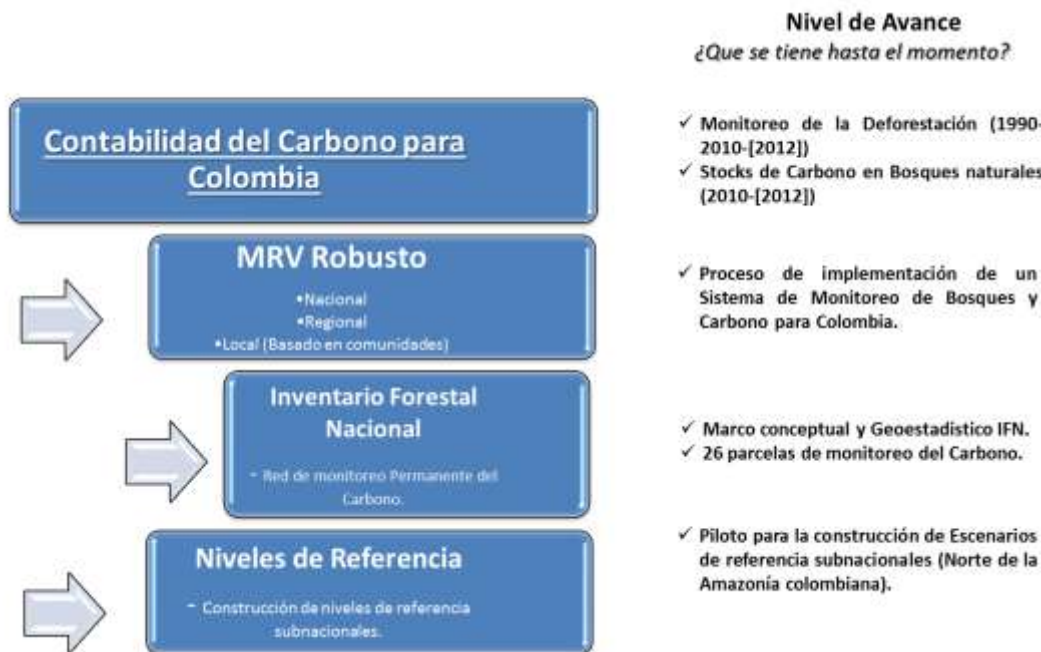 Nivel de Avance
¿Que se tiene hasta el momento?
Contabilidad del Carbono para
Colombia
✓ Monitoreo de la Deforestación (1990-
2010-[2012])
✓ Stocks de Carbono en Bosques naturales
(2010-[2012])
MRV Robusto
•Nacional
•Regional
•Local (Basado en comunidades)
✓ Proceso de implementación de un
Sistema de Monitoreo de Bosques y
Carbono para Colombia.
Inventario Forestal
Nacional
- Red de monitoreo Permanente del
Carbono.
✓ Marco conceptual y Geoestadístico IFN.
✓ 26 parcelas de monitoreo del Carbono.
Niveles de Referencia
- Construcción de niveles de referencia
subnacionales.
✓ Piloto para la construcción de Escenarios
de referencia subnacionales (Norte de la
Amazonía colombiana).